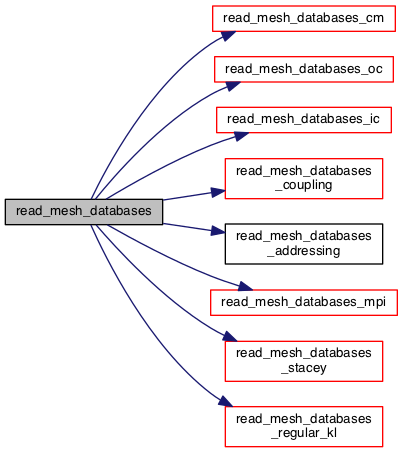 read_mesh_databases_cm
read_mesh_databases_oc
read_mesh_databases_ic
read_mesh_databases
_coupling
read_mesh_databases
read_mesh_databases
_addressing
read_mesh_databases_mpi
read_mesh_databases
_stacey
read_mesh_databases
_regular_kl